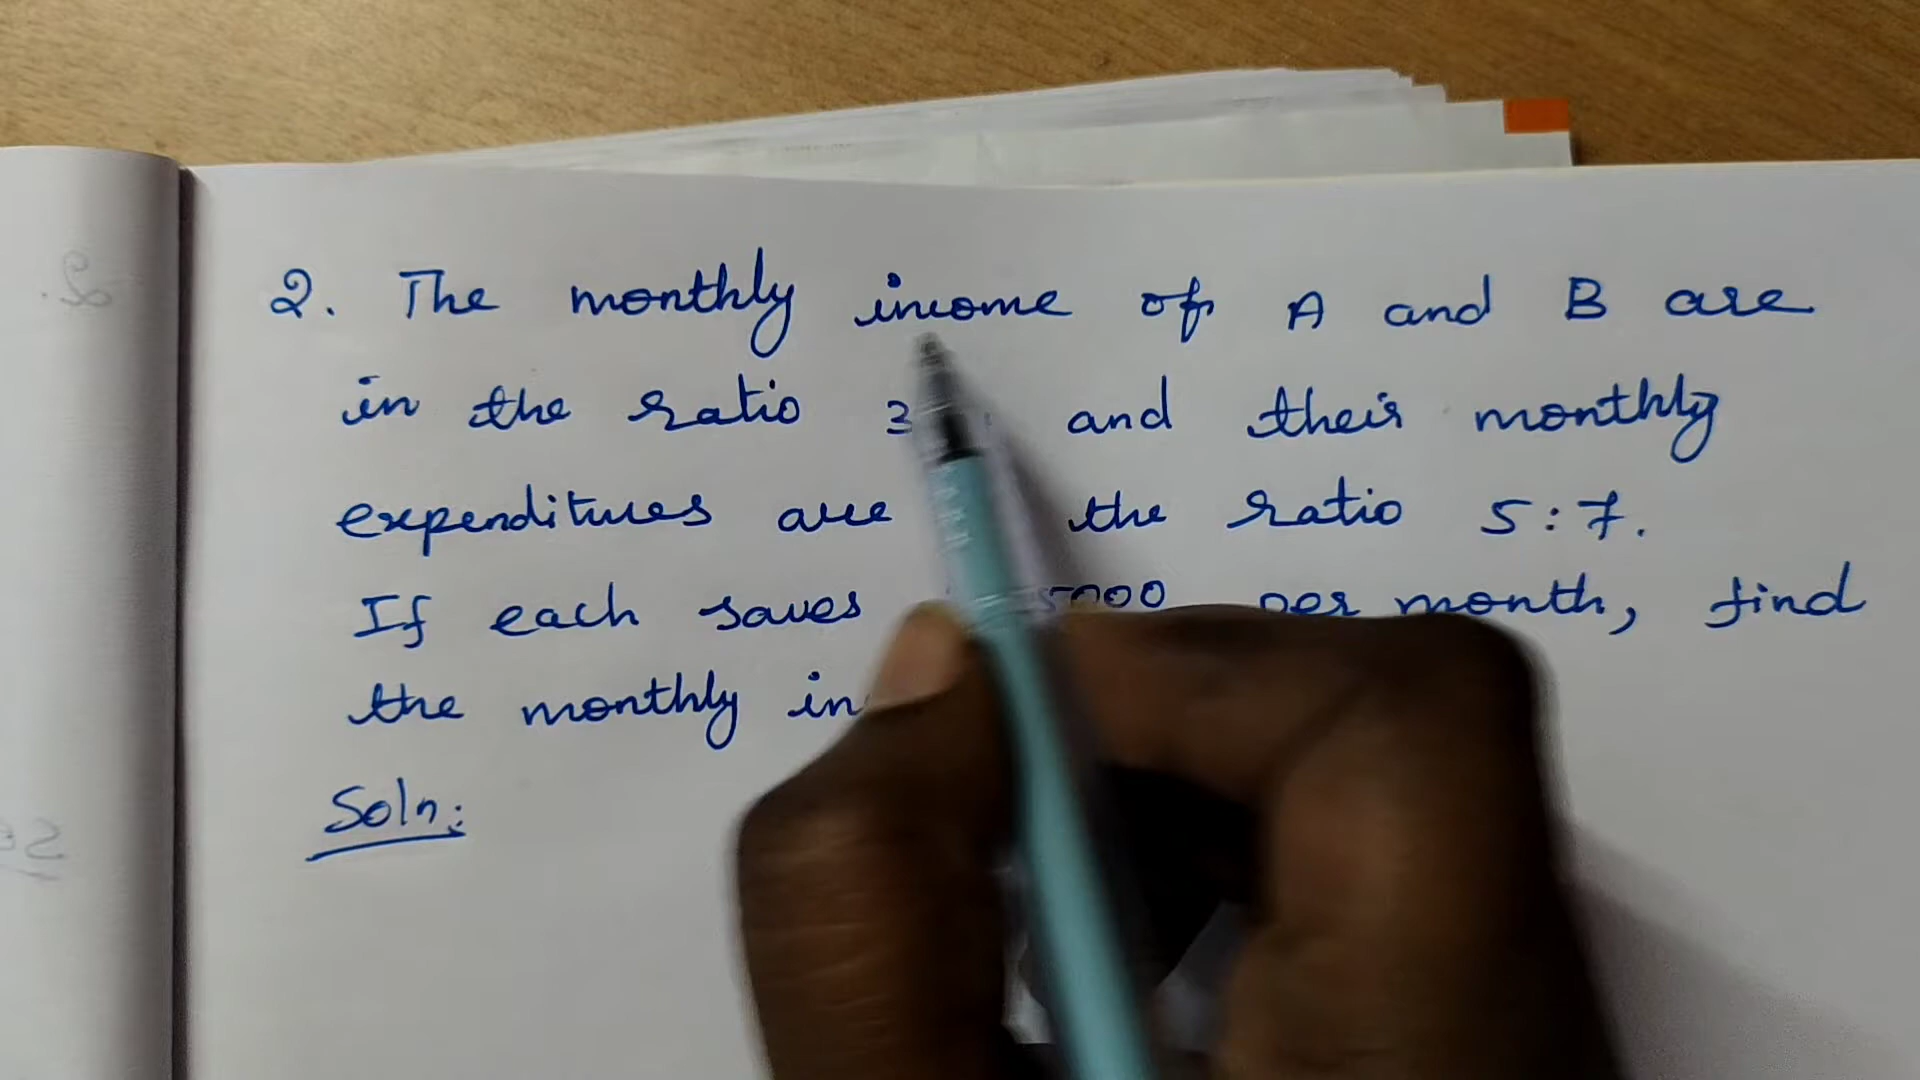 2. The monthly income of A and B are
in the ratio 3 and their monthly
expenditures are the ratio 5:7.
If each saves 5000 per month, find
the monthly
Soln: